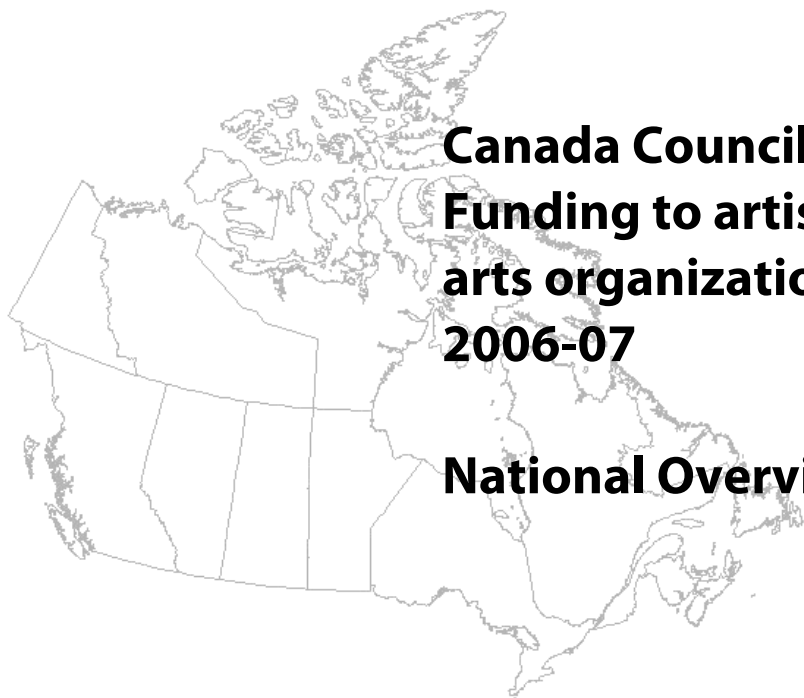 Canada Council
Funding to artis
arts organizatio
2006-07
National Overvi